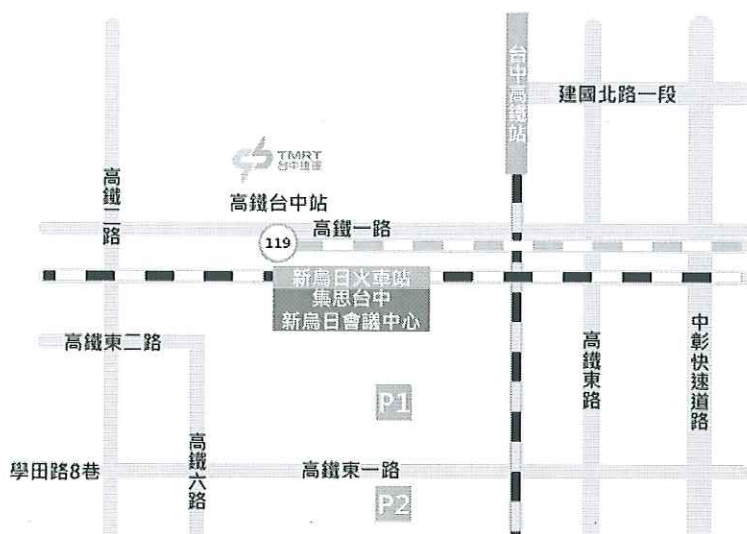 台中高鐵站
建國北路一段
TMRT
台中捷運
高鐵二路
高鐵台中站
高鐵一路
119
新烏日火車站
集思台中
新烏日會議中心
高鐵東二路
高鐵東路
中彰快速道路
P1
學田路8巷
高鐵六路
高鐵東一路
P2